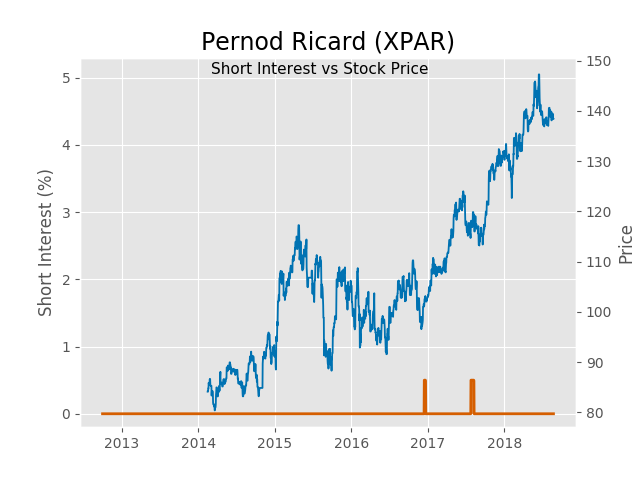 Pernod Ricard (XPAR)
Short Interest vs Stock Price
Short Interest (%)
5
4
3
2
1
0
150
140
130
120
110
100
90
80
Price
2013 2014 2015 2016 2017 2018